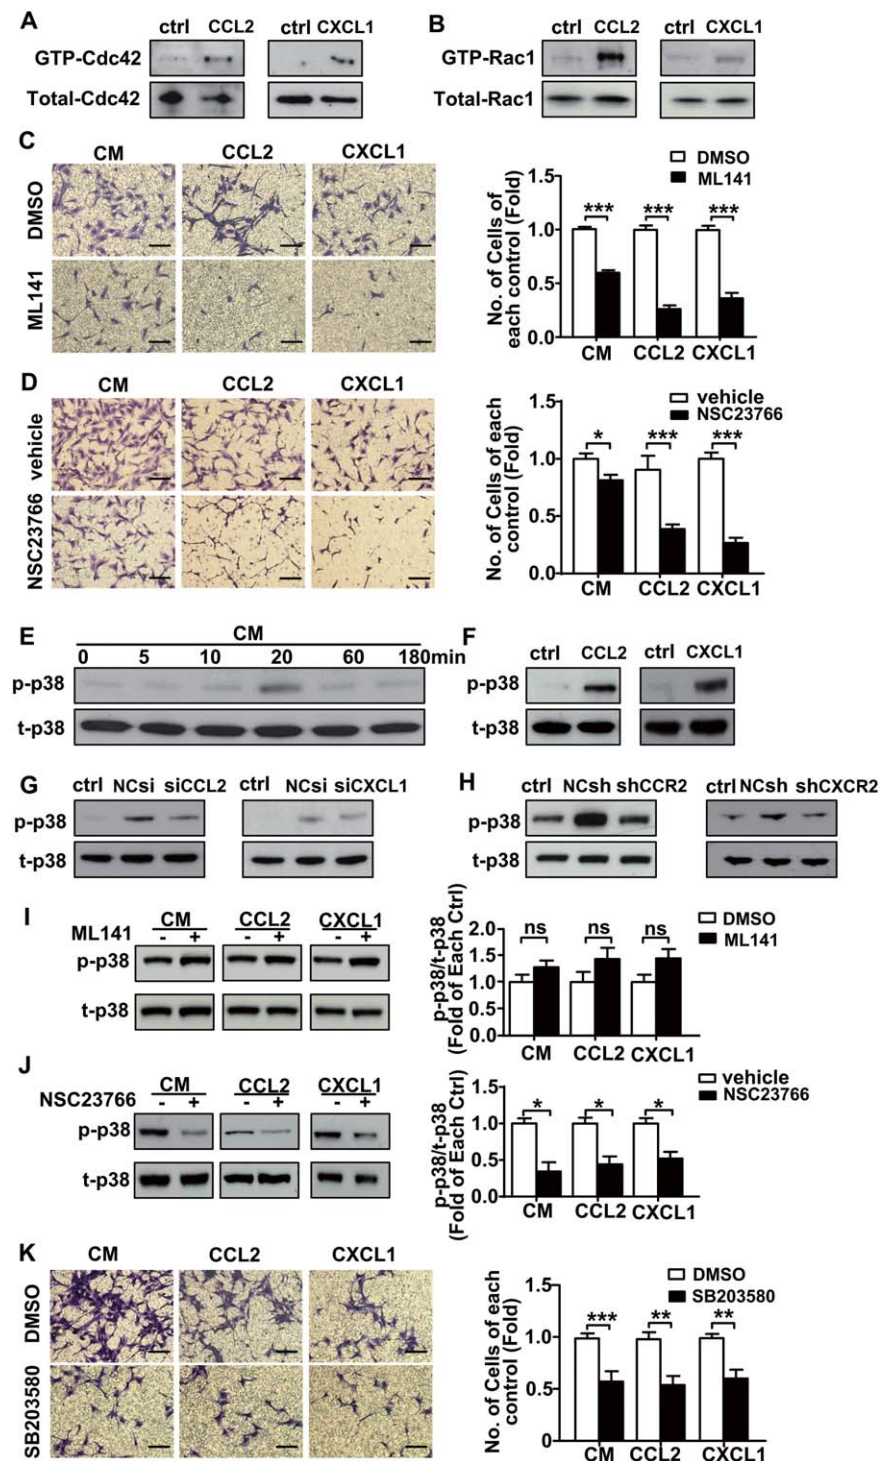 A
ctrl CCL2 ctrl CXCL1
GTP-Cdc42
Total-Cdc42
B
ctrl CCL2 ctrl CXCL1
GTP-Rac1
Total-Rac1
C
CM CCL2 CXCL1
DMSO
ML141
DMSO
ML141
No. of Cells of
each control (Fold)
1.5
1.0
0.5
0.0
*** *** ***
CM CCL2 CXCL1
D
CM CCL2 CXCL1
vehicle
NSC23766
vehicle
NSC23766
No. of Cells of each
control (Fold)
1.5
1.0
0.5
0.0
* *** ***
CM CCL2 CXCL1
E
CM
0 5 10 20 60 180min
p-p38
t-p38
F
ctrl CCL2 ctrl CXCL1
p-p38
t-p38
G
ctrl NCsi siCCL2 ctrl NCsi siCXCL1
p-p38
t-p38
H
ctrl NCsh shCCR2 ctrl NCsh shCXCR2
p-p38
t-p38
I
CM CCL2 CXCL1
ML141 - + - + - +
p-p38
t-p38
DMSO
ML141
p-p38/t-p38
(Fold of Each Ctrl)
2.0
1.5
1.0
0.5
0.0
ns ns ns
CM CCL2 CXCL1
J
CM CCL2 CXCL1
NSC23766 - + - + - +
p-p38
t-p38
vehicle
NSC23766
p-p38/t-p38
(Fold of Each Ctrl)
1.5
1.0
0.5
0.0
* * *
CM CCL2 CXCL1
K
CM CCL2 CXCL1
DMSO
SB203580
DMSO
SB203580
No. of Cells of each
control (Fold)
1.5
1.0
0.5
0.0
*** ** **
CM CCL2 CXCL1